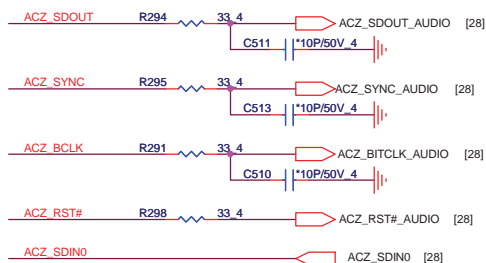 ACZ_SDOUT R294 33_4 ACZ_SDOUT_AUDIO [28]
C511 *10P/50V_4
ACZ_SYNC R295 33_4 ACZ_SYNC_AUDIO [28]
C513 *10P/50V_4
ACZ_BCLK R291 33_4 ACZ_BITCLK_AUDIO [28]
C510 *10P/50V_4
ACZ_RST# R298 33_4 ACZ_RST#_AUDIO [28]
ACZ_SDIN0 ACZ_SDIN0 [28]